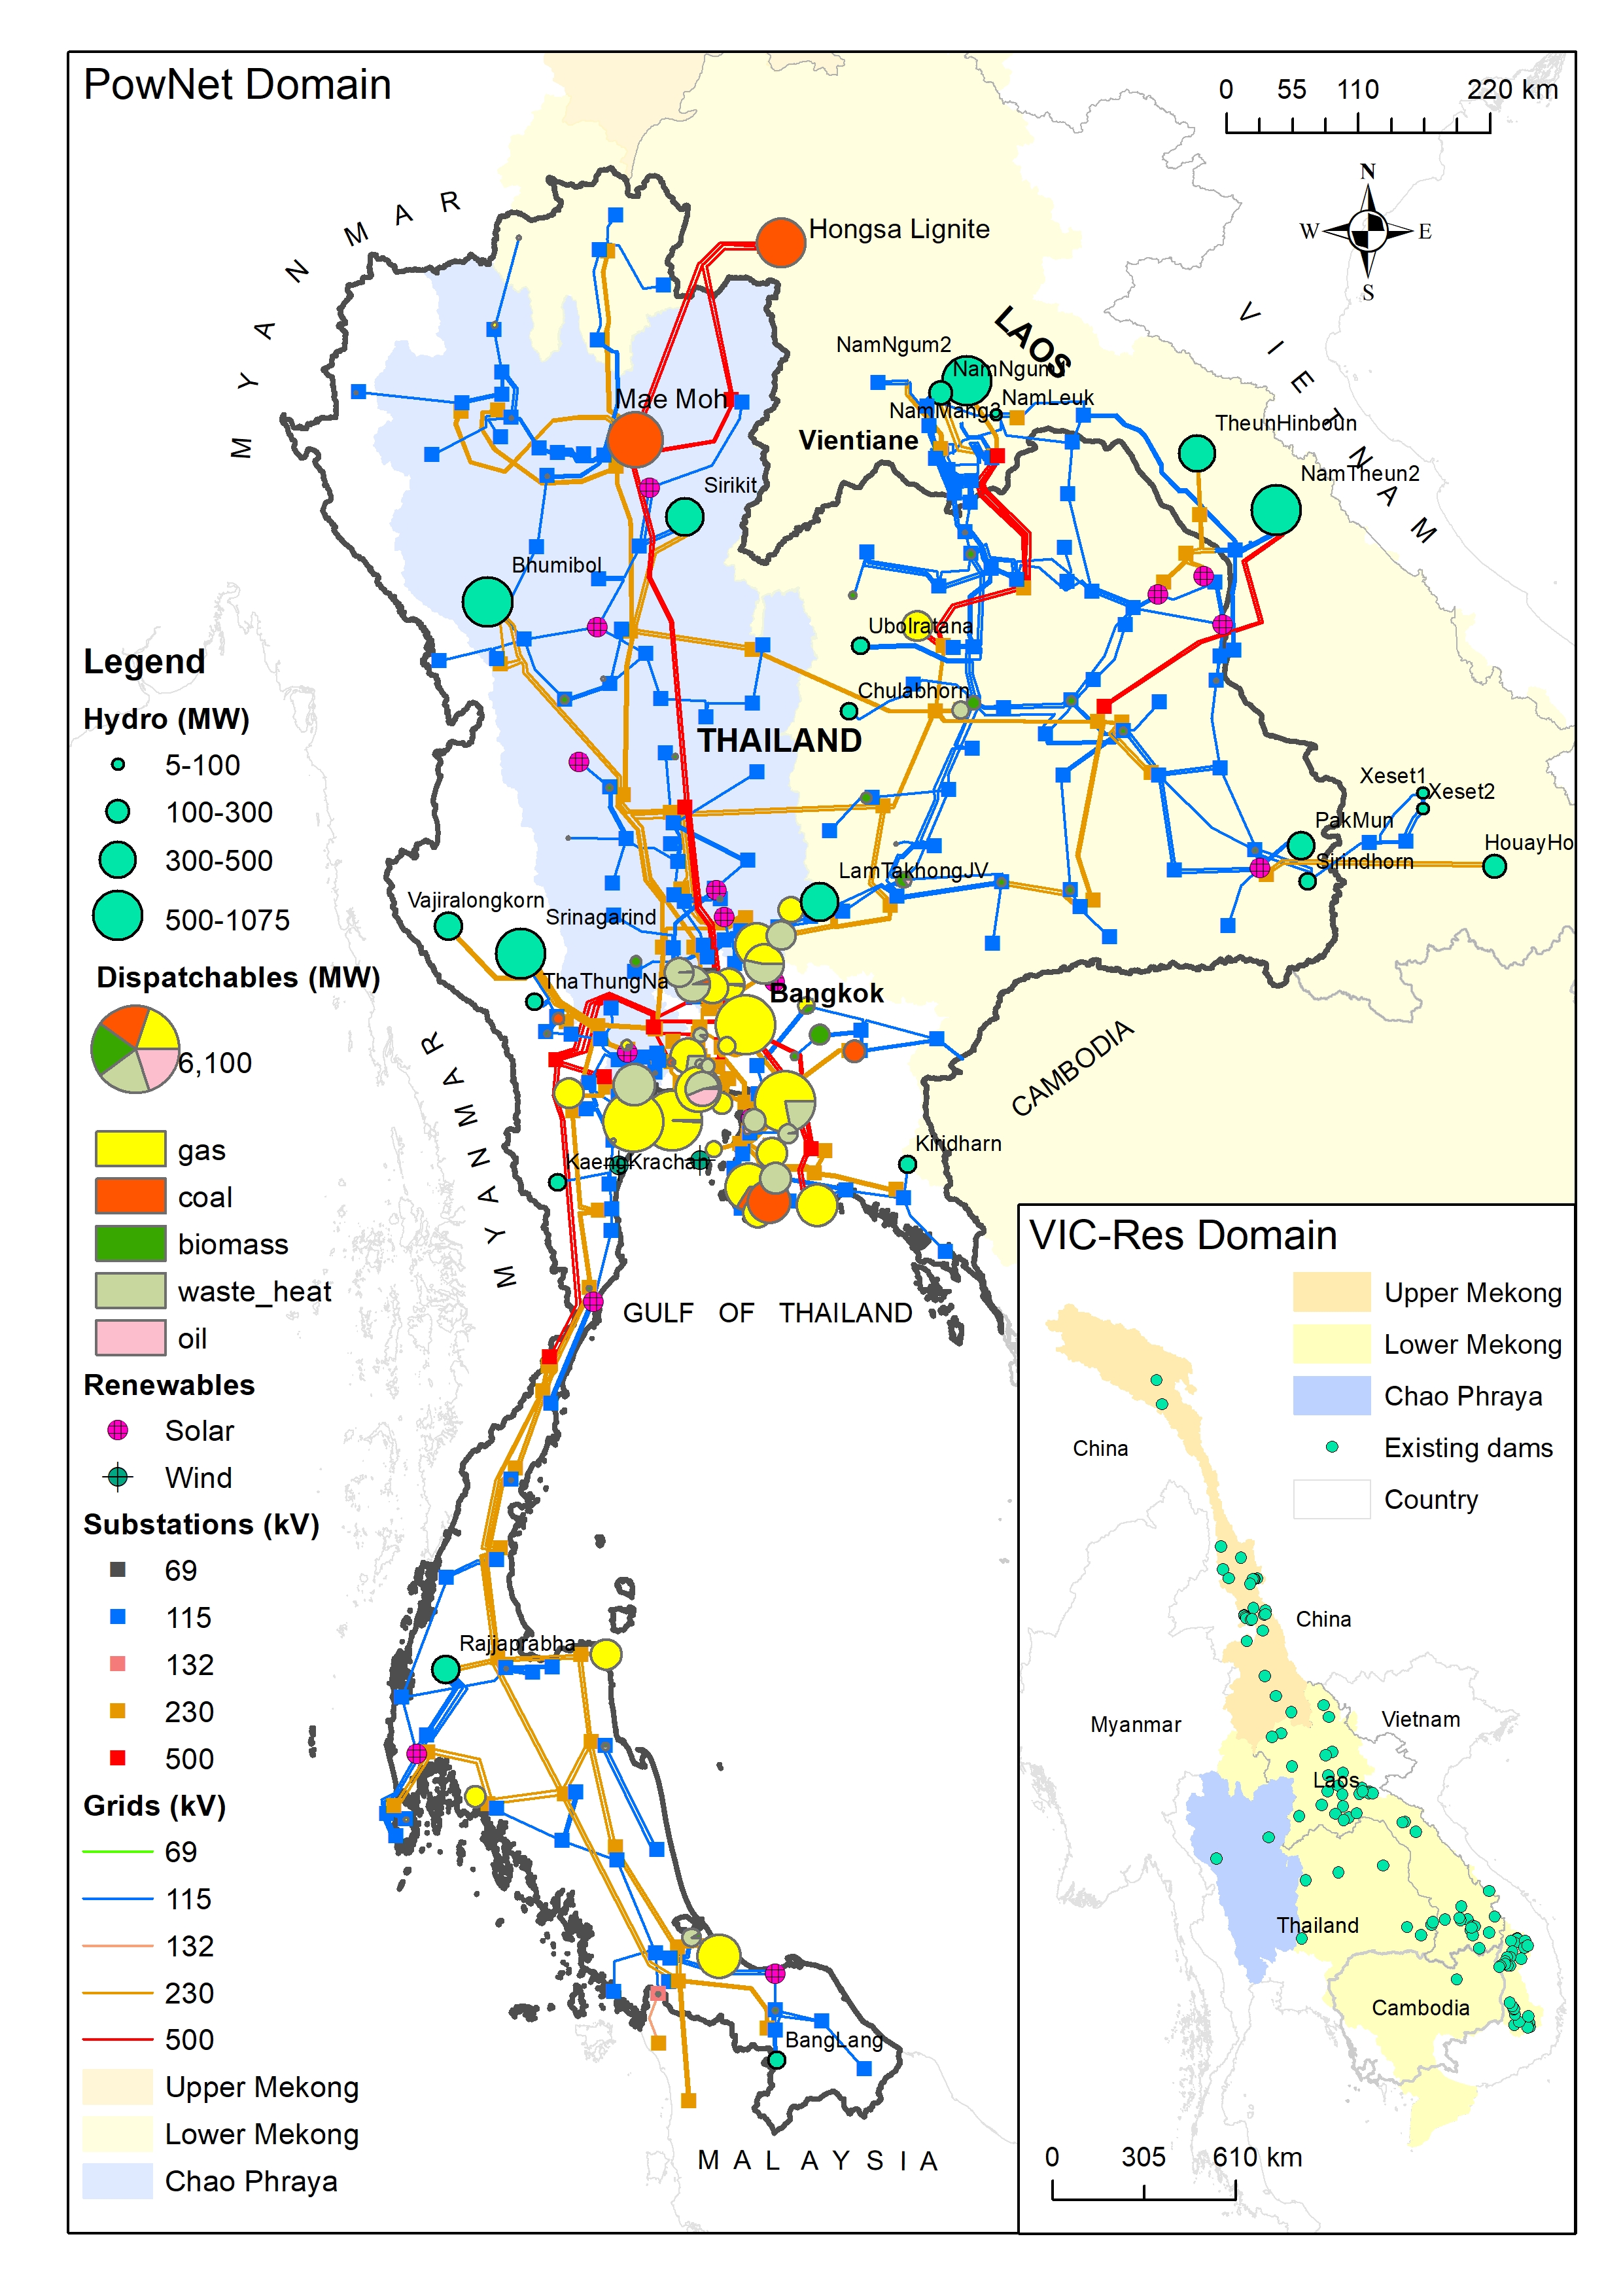 PowNet Domain
0 55 110 220 km
N
W E
S
MYANMAR
Hongsa Lignite
LAOS
VIETNAM
NamNgum2
NamNgum1
NamLeuk
NamMang3
Mae Moh
Vientiane
TheunHinboun
NamTheun2
Sirikit
Bhumibol
Ubolratana
Chulabhorn
THAILAND
Xeset1
Xeset2
PakMun
HouayHo
Sirindhorn
LamTakhongJV
Vajiralongkorn
Srinagarind
ThaThungNa
Bangkok
MYANMAR
CAMBODIA
Kiridharn
KaengKrachan
GULF OF THAILAND
Rajjaprabha
BangLang
MALAYSIA
Legend
Hydro (MW)
5-100
100-300
300-500
500-1075
Dispatchables (MW)
6,100
gas
coal
biomass
waste_heat
oil
Renewables
Solar
Wind
Substations (kV)
69
115
132
230
500
Grids (kV)
69
115
132
230
500
Upper Mekong
Lower Mekong
Chao Phraya
VIC-Res Domain
Upper Mekong
Lower Mekong
Chao Phraya
Existing dams
Country
China
China
Myanmar
Vietnam
Laos
Thailand
Cambodia
0 305 610 km